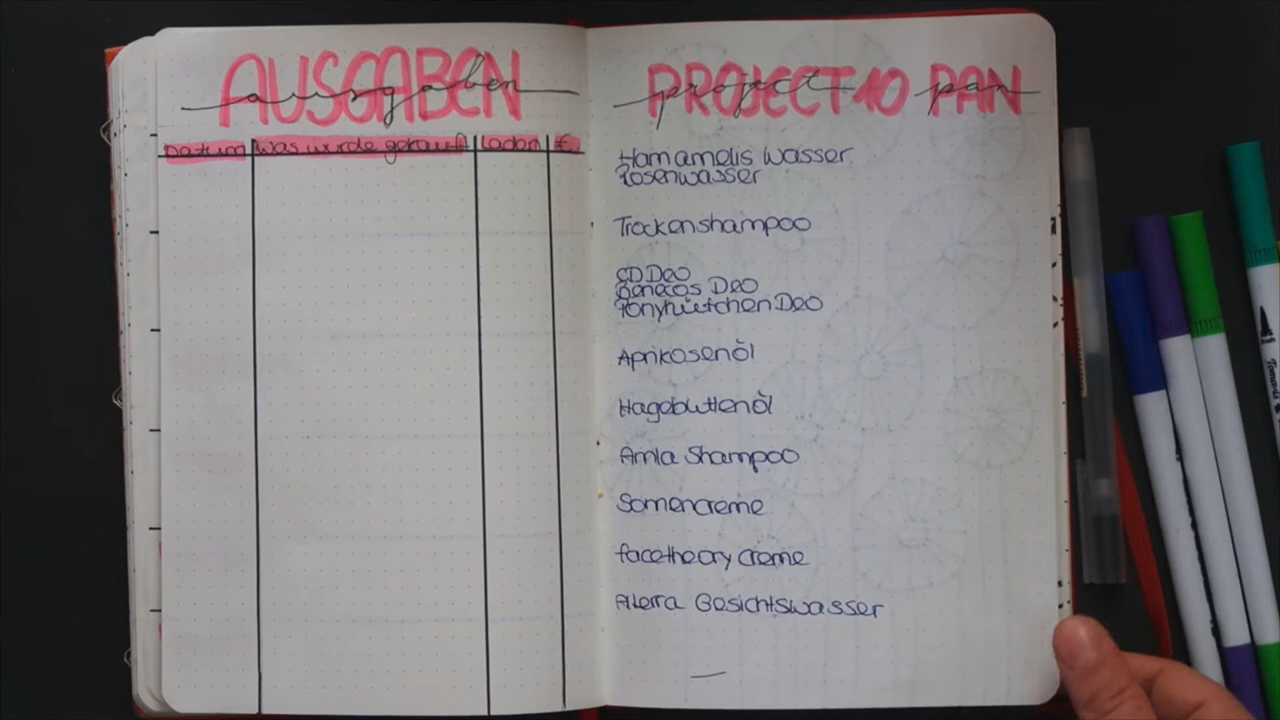 AUSGABEN
ausgaben
Datum was wurde gekauft Laden €
PROJECT 10 PAN
project pan
Hamamelis Wasser
Rosenwasser
Trockenshampoo
CD Deo
Benecos Deo
Ponyhütchen Deo
Aprikosenöl
Hagebuttenöl
Amla Shampoo
Samencreme
facetheory creme
Alterra Gesichtswasser